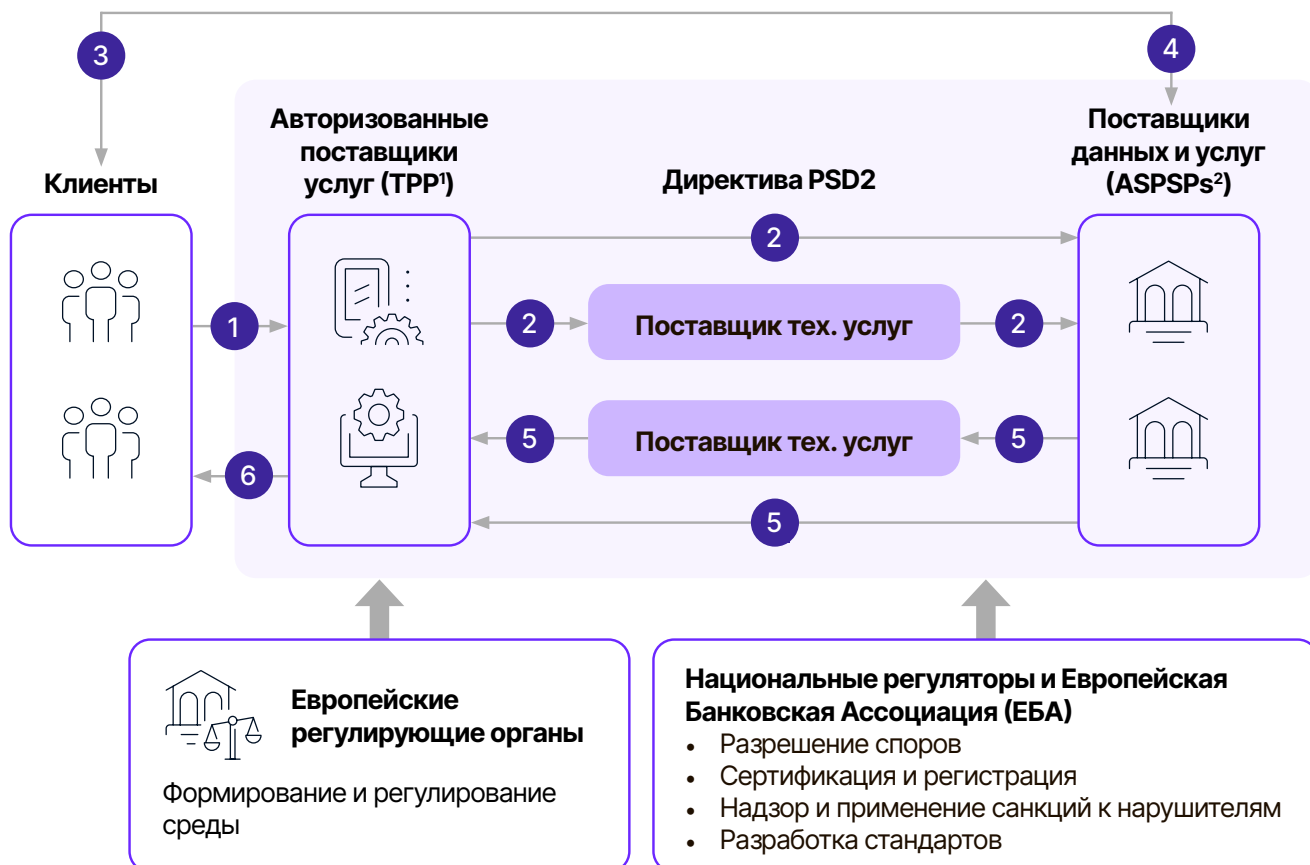 3
4
Клиенты
Авторизованные
поставщики
услуг (TPP¹)
Директива PSD2
Поставщики
данных и услуг
(ASPSPs²)
2
1
2
Поставщик тех. услуг
2
5
Поставщик тех. услуг
5
6
5
Европейские
регулирующие органы
Формирование и регулирование
среды
Национальные регуляторы и Европейская
Банковская Ассоциация (ЕБА)
• Разрешение споров
• Сертификация и регистрация
• Надзор и применение санкций к нарушителям
• Разработка стандартов